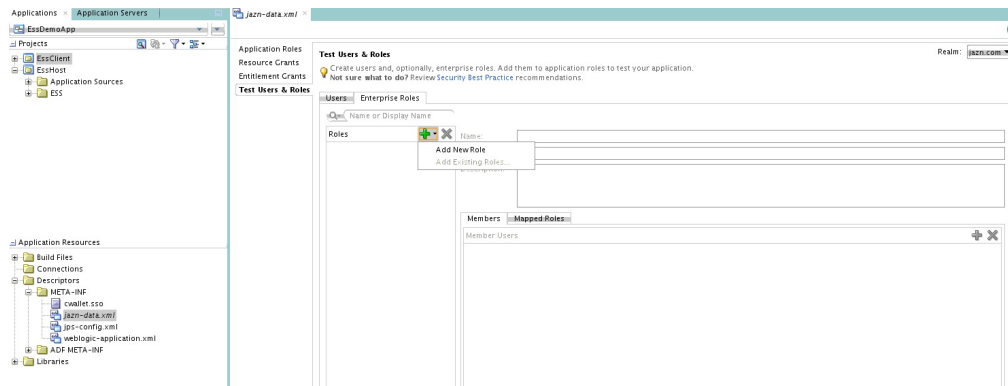 Applications
Application Servers
EssDemoApp
Projects
EssClient
EssHost
Application Sources
ESS
Application Resources
Build Files
Connections
Descriptors
META-INF
cwallet.sso
jazn-data.xml
jps-config.xml
weblogic-application.xml
ADF META-INF
Libraries
jazn-data.xml
Application Roles
Resource Grants
Entitlement Grants
Test Users & Roles
Test Users & Roles
Realm: jazn.com
Create users and, optionally, enterprise roles. Add them to application roles to test your application.
Not sure what to do? Review Security Best Practice recommendations.
Users Enterprise Roles
Name or Display Name
Roles
Name:
Add New Role
Add Existing Roles...
Members Mapped Roles
Member Users